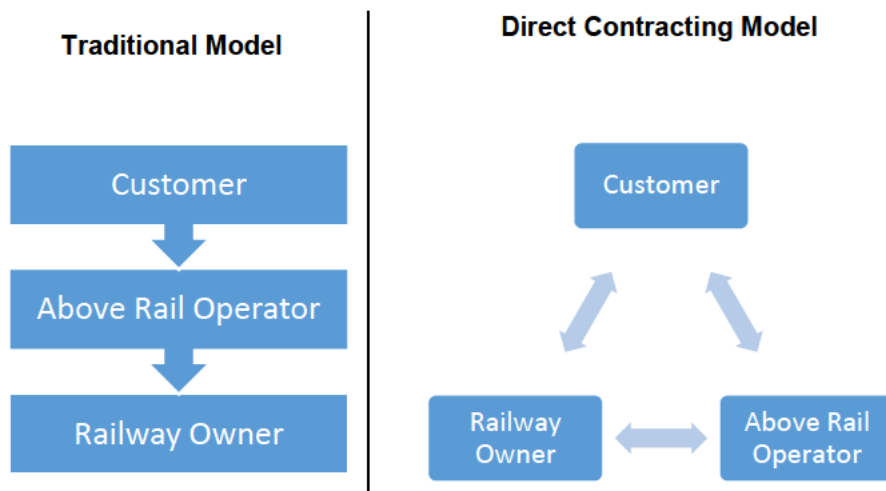 Traditional Model
Customer
Above Rail Operator
Railway Owner
Direct Contracting Model
Customer
Railway
Owner
Above Rail
Operator